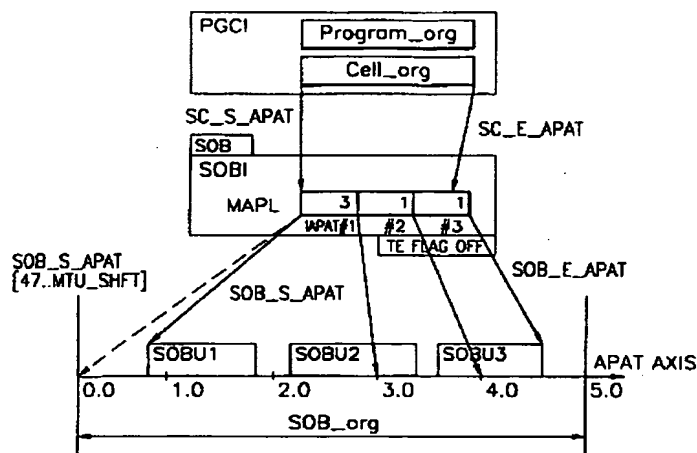 PGCI
Program_org
Cell_org
SC_S_APAT
SC_E_APAT
SOB
SOBI
MAPL
3 1 1
IAPAT#1 #2 #3
TE FLAG OFF
SOB_S_APAT
[47..MTU_SHFT]
SOB_S_APAT
SOB_E_APAT
SOBU1 SOBU2 SOBU3
APAT AXIS
0.0 1.0 2.0 3.0 4.0 5.0
SOB_org